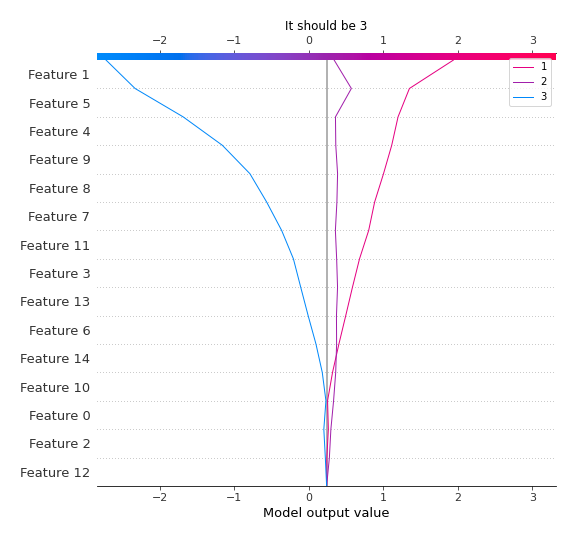 It should be 3
−2 −1 0 1 2 3
1
2
3
Feature 1
Feature 5
Feature 4
Feature 9
Feature 8
Feature 7
Feature 11
Feature 3
Feature 13
Feature 6
Feature 14
Feature 10
Feature 0
Feature 2
Feature 12
−2 −1 0 1 2 3
Model output value